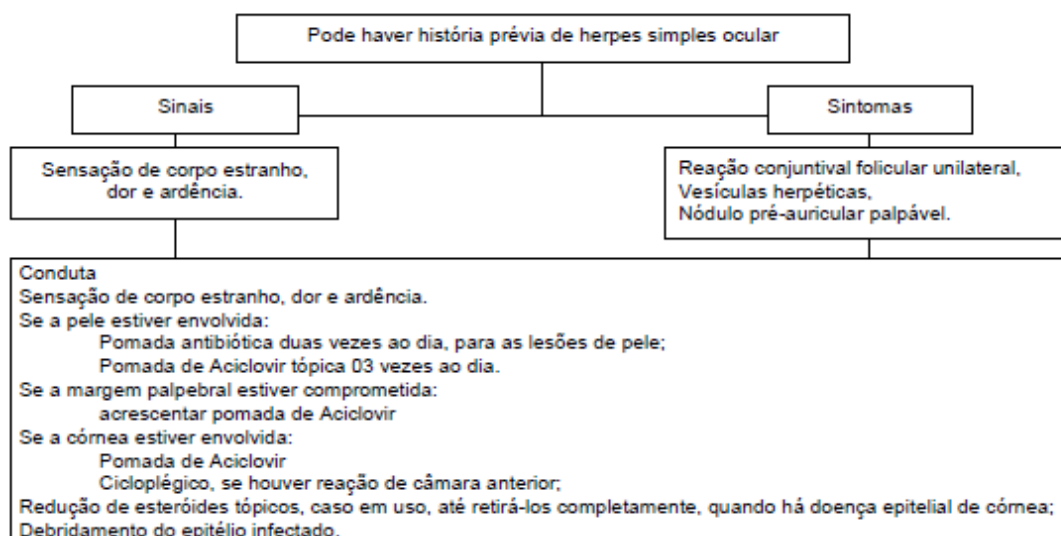 Pode haver história prévia de herpes simples ocular
Sinais
Sintomas
Sensação de corpo estranho,
dor e ardência.
Reação conjuntival folicular unilateral,
Vesículas herpéticas,
Nódulo pré-auricular palpável.
Conduta
Sensação de corpo estranho, dor e ardência.
Se a pele estiver envolvida:
Pomada antibiótica duas vezes ao dia, para as lesões de pele;
Pomada de Aciclovir tópica 03 vezes ao dia.
Se a margem palpebral estiver comprometida:
acrescentar pomada de Aciclovir
Se a córnea estiver envolvida:
Pomada de Aciclovir
Cicloplégico, se houver reação de câmara anterior;
Redução de esteróides tópicos, caso em uso, até retirá-los completamente, quando há doença epitelial de córnea;
Debridamento do epitélio infectado.